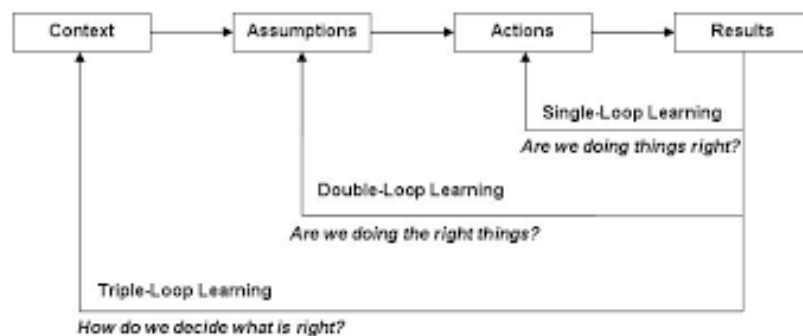 Context
Assumptions
Actions
Results
Single-Loop Learning
Are we doing things right?
Double-Loop Learning
Are we doing the right things?
Triple-Loop Learning
How do we decide what is right?